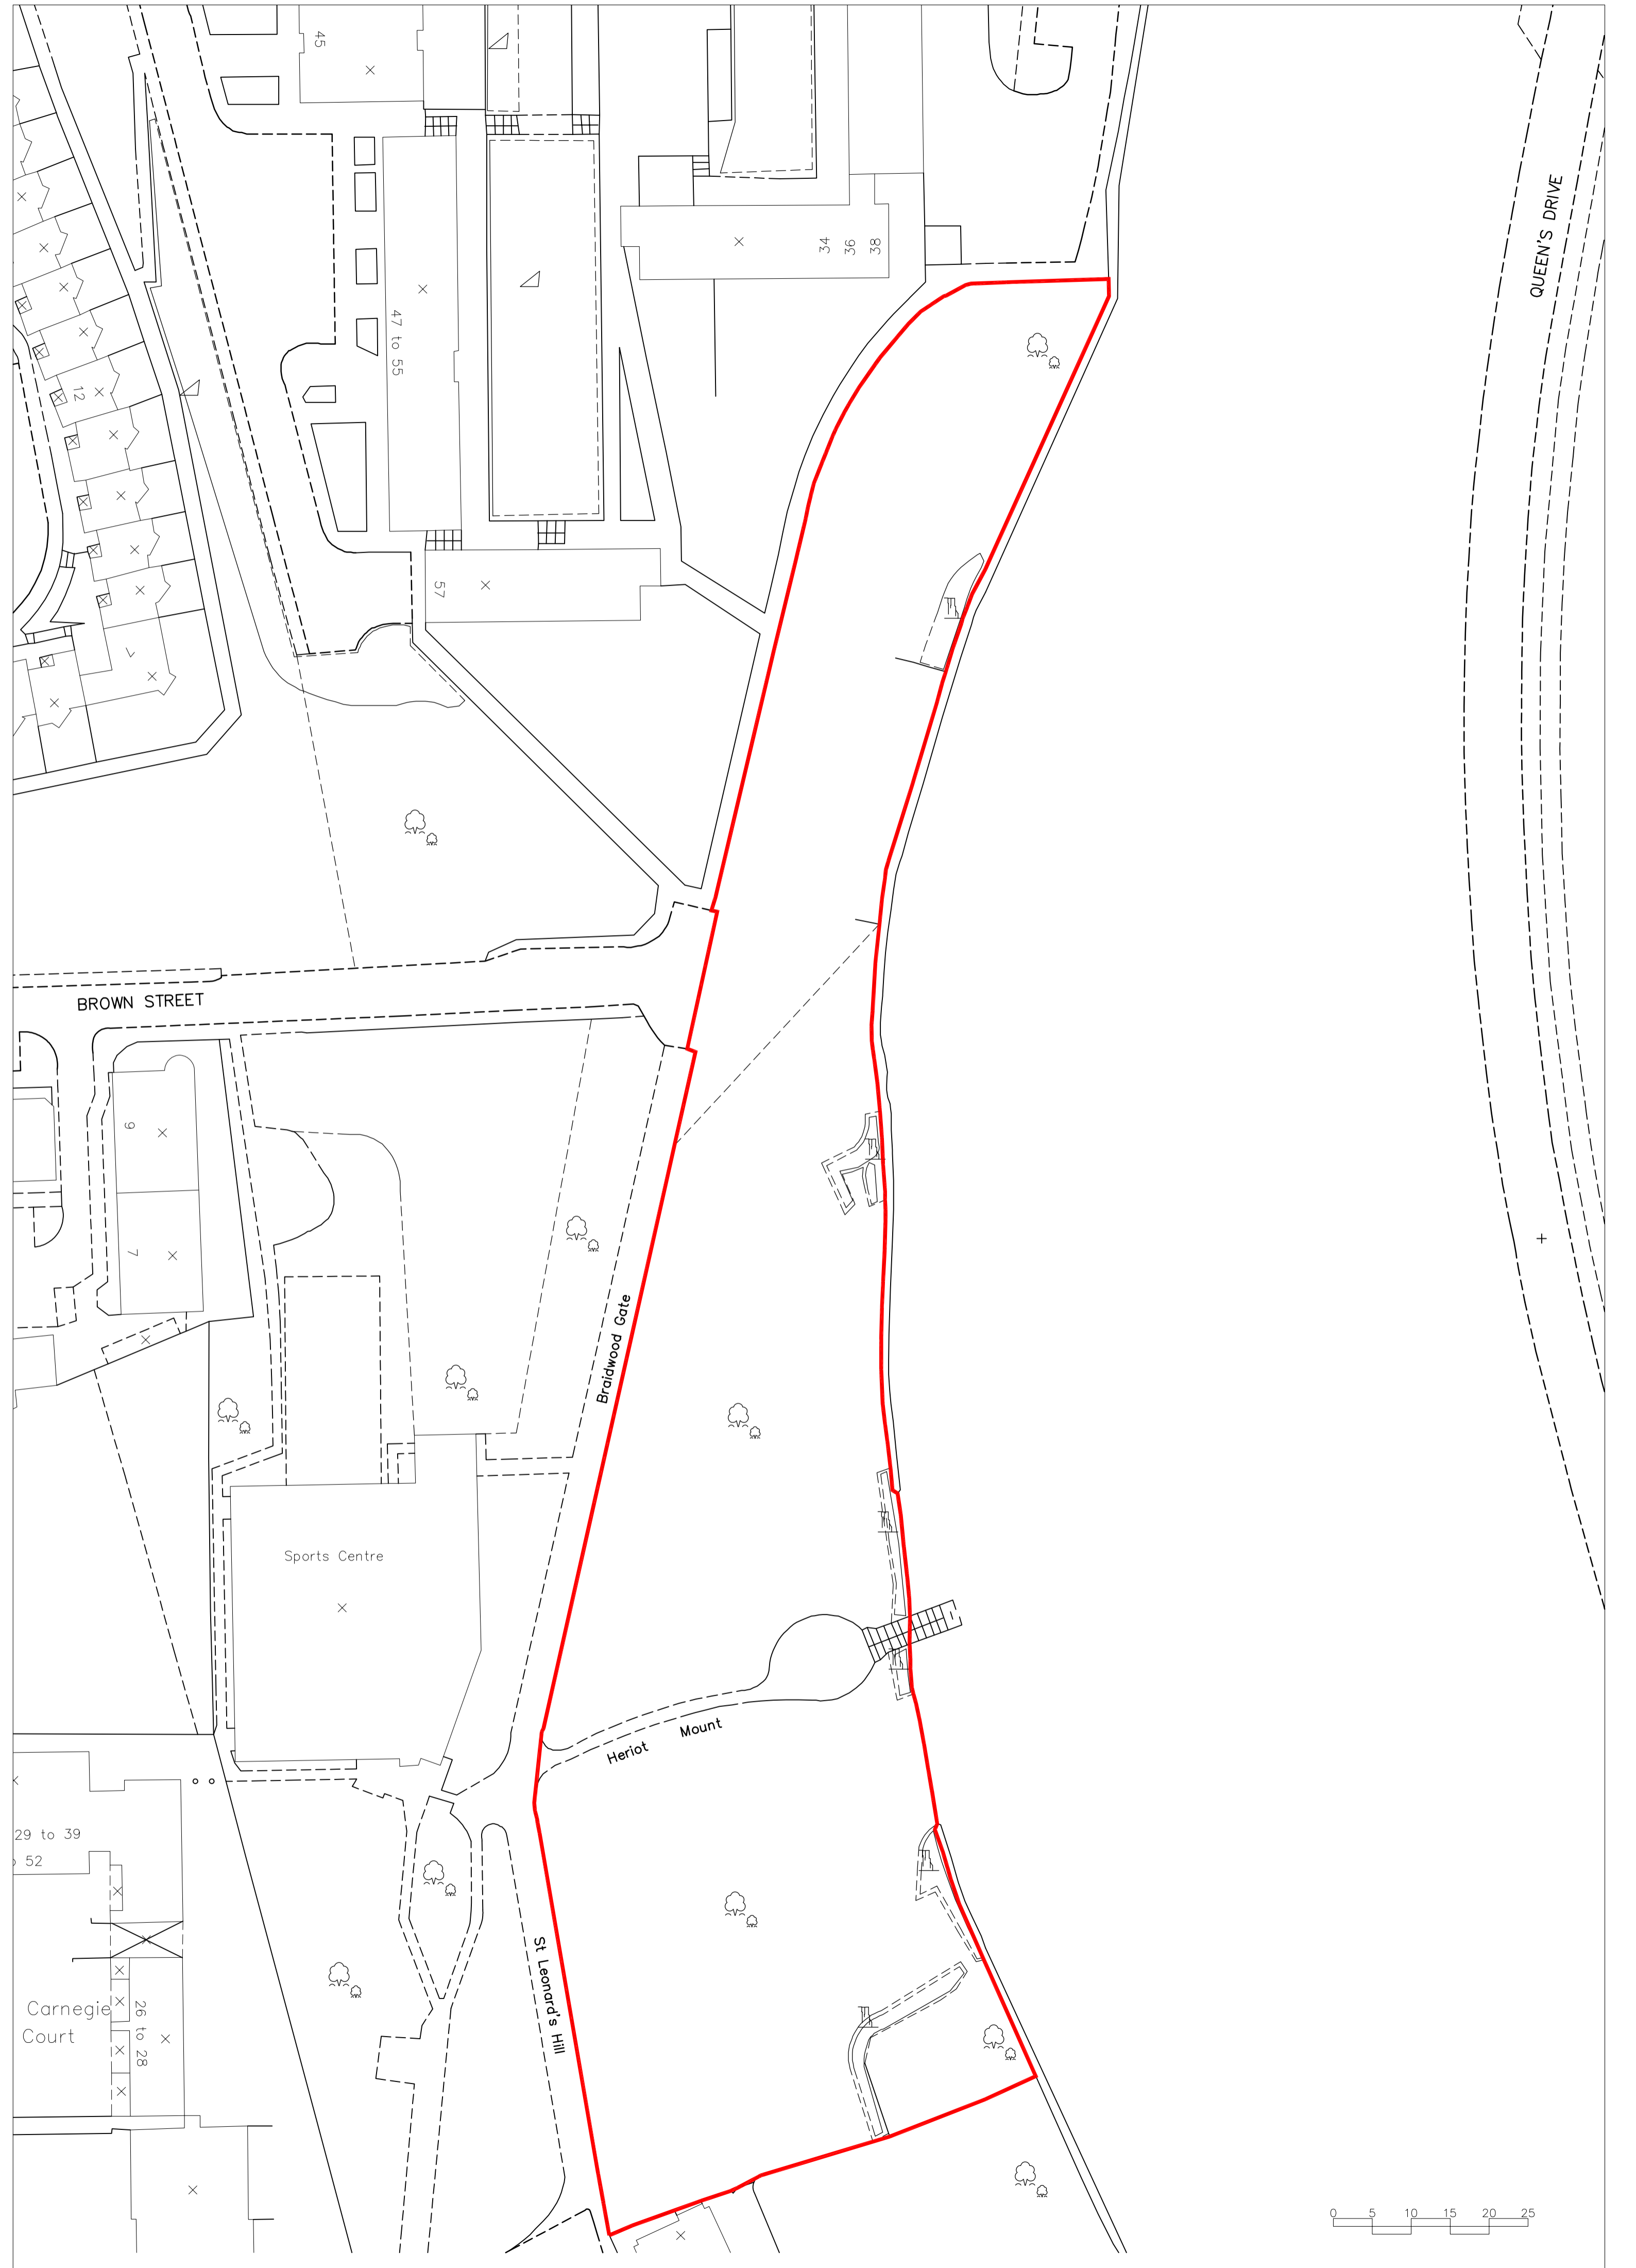 45
QUEEN'S DRIVE
34
36
38
47 to 55
12
57
7
BROWN STREET
9
7
Braidwood Gate
Sports Centre
Heriot Mount
29 to 39
52
St Leonard's Hill
Carnegie
Court
26 to 28
0 5 10 15 20 25